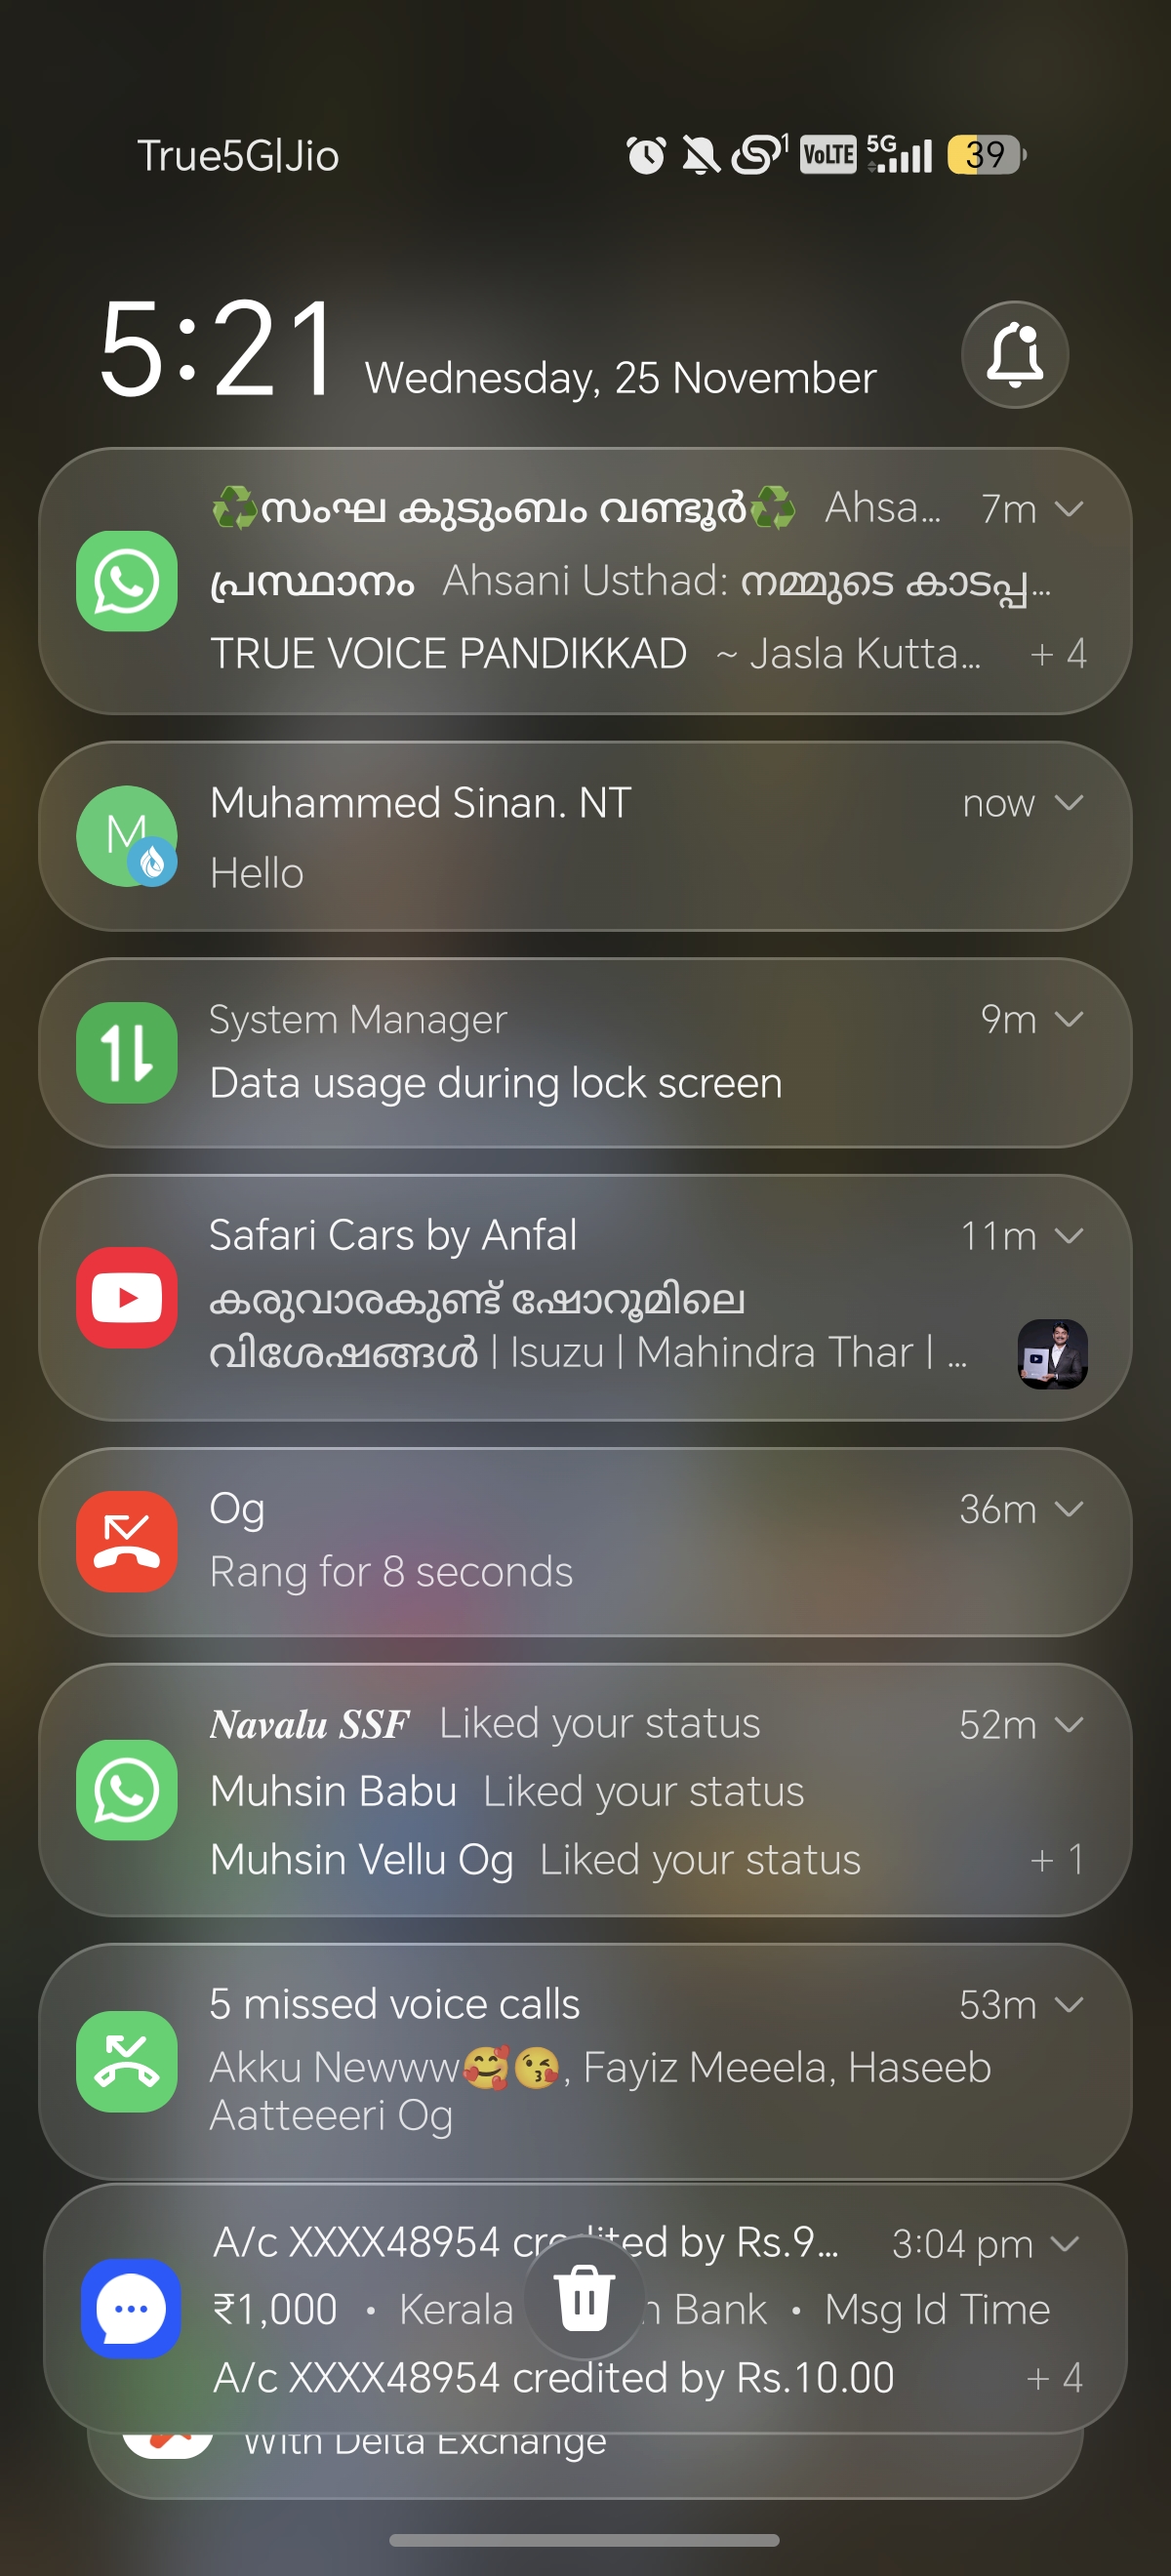 True5G|Jio
1 VoLTE 5G 39
5:21 Wednesday, 25 November
♻️സംഘ കുടുംബം വണ്ടൂർ♻️ Ahsa... 7m
പ്രസ്ഥാനം Ahsani Usthad: നമ്മുടെ കാടപ്പ...
TRUE VOICE PANDIKKAD ~ Jasla Kutta... + 4
M
Muhammed Sinan. NT now
Hello
System Manager 9m
Data usage during lock screen
Safari Cars by Anfal 11m
കരുവാരകുണ്ട് ഷോറൂമിലെ
വിശേഷങ്ങൾ | Isuzu | Mahindra Thar | ...
Og 36m
Rang for 8 seconds
Navalu SSF Liked your status 52m
Muhsin Babu Liked your status
Muhsin Vellu Og Liked your status + 1
5 missed voice calls 53m
Akku Newww🥰😘, Fayiz Meeela, Haseeb
Aatteeeri Og
A/c XXXX48954 credited by Rs.9... 3:04 pm
₹1,000 • Kerala Bank • Msg Id Time
A/c XXXX48954 credited by Rs.10.00 + 4
With Delta Exchange